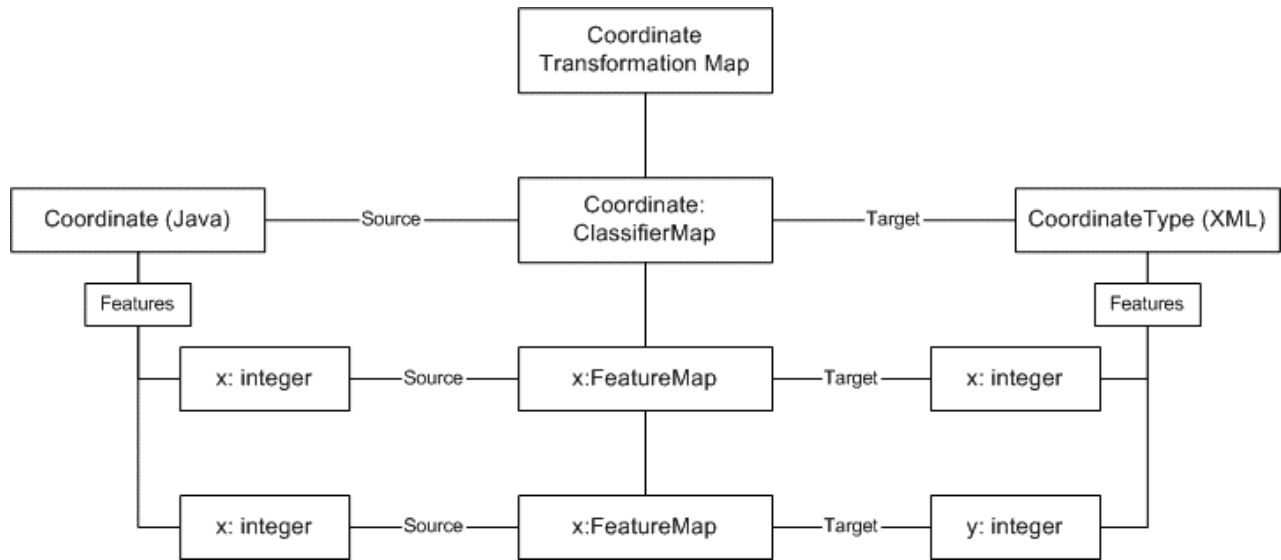 Coordinate
Transformation Map
Coordinate (Java)
Source
Coordinate:
ClassifierMap
Target
CoordinateType (XML)
Features
Features
x: integer
Source
x:FeatureMap
Target
x: integer
x: integer
Source
x:FeatureMap
Target
y: integer